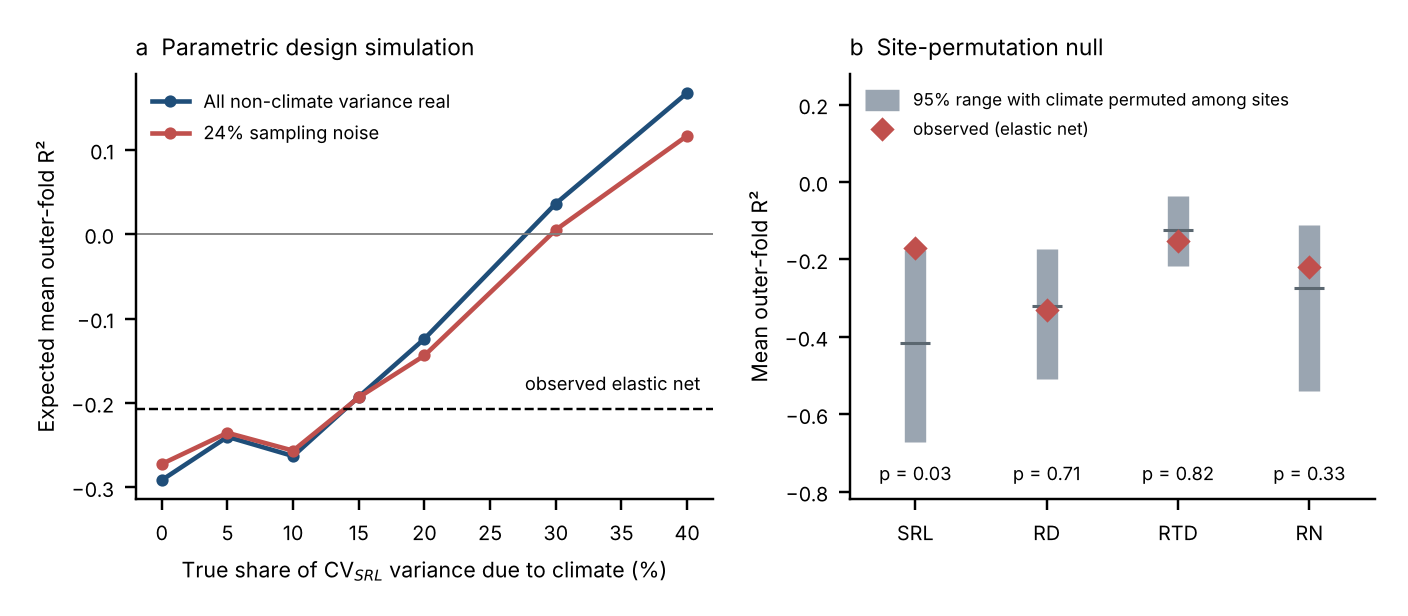 a Parametric design simulation
All non-climate variance real
24% sampling noise
Expected mean outer-fold R²
0.1
0.0
−0.1
−0.2
−0.3
observed elastic net
0 5 10 15 20 25 30 35 40
True share of CV_SRL variance due to climate (%)
b Site-permutation null
95% range with climate permuted among sites
observed (elastic net)
Mean outer-fold R²
0.2
0.0
−0.2
−0.4
−0.6
−0.8
p = 0.03 p = 0.71 p = 0.82 p = 0.33
SRL RD RTD RN